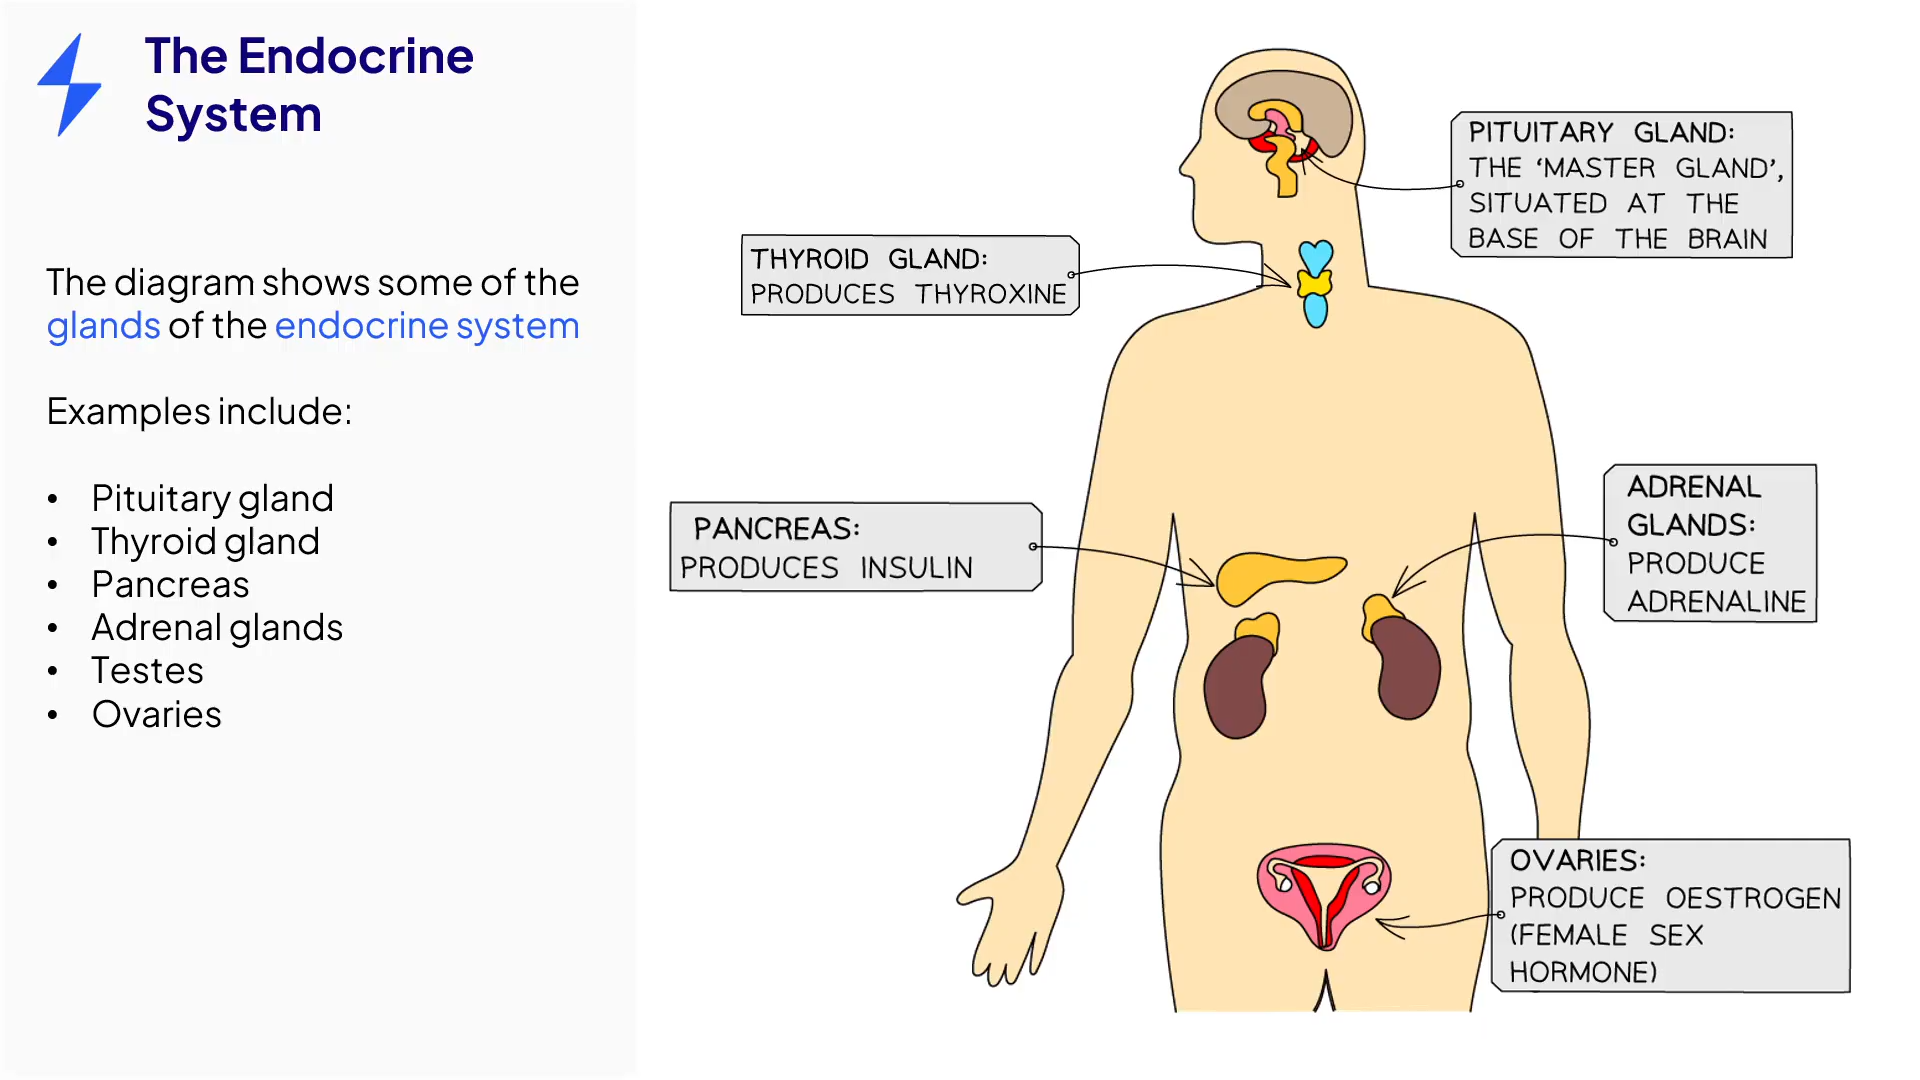 The Endocrine
System
The diagram shows some of the
glands of the endocrine system
Examples include:
• Pituitary gland
• Thyroid gland
• Pancreas
• Adrenal glands
• Testes
• Ovaries
PITUITARY GLAND:
THE ‘MASTER GLAND’,
SITUATED AT THE
BASE OF THE BRAIN
THYROID GLAND:
PRODUCES THYROXINE
PANCREAS:
PRODUCES INSULIN
ADRENAL
GLANDS:
PRODUCE
ADRENALINE
OVARIES:
PRODUCE OESTROGEN
(FEMALE SEX
HORMONE)